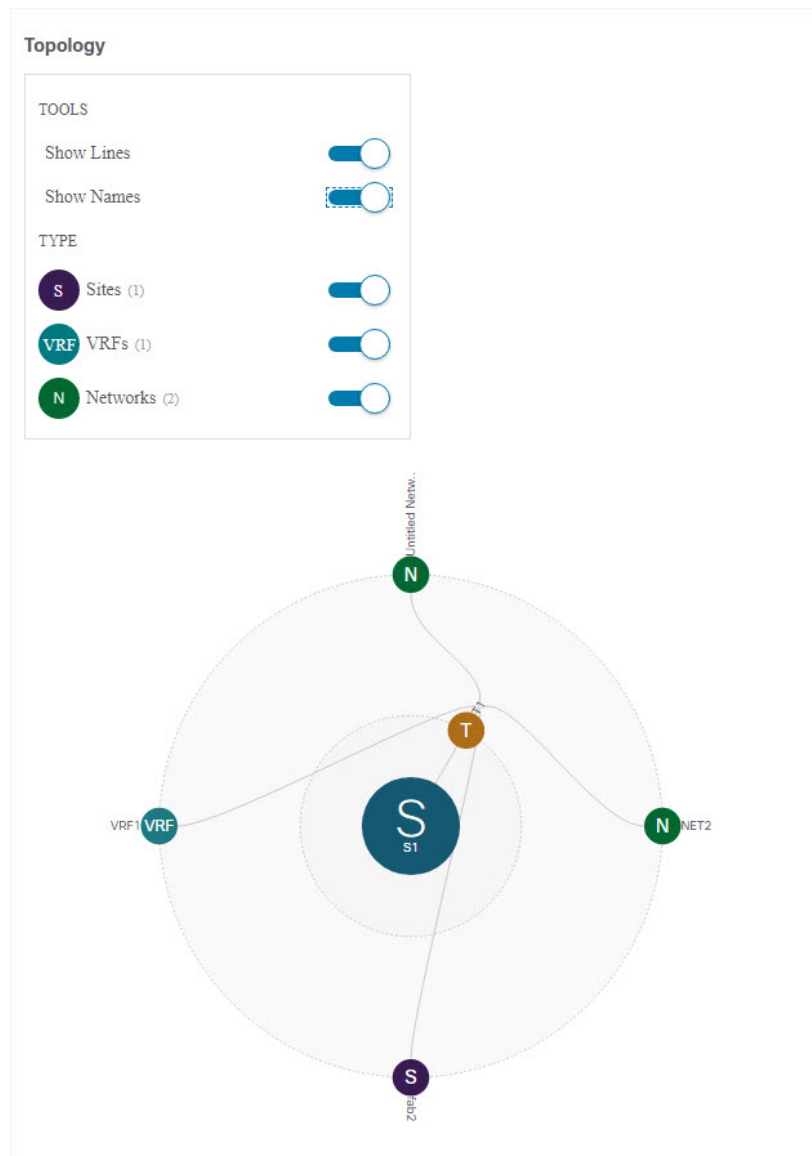 Topology
TOOLS
Show Lines
Show Names
TYPE
S Sites (1)
VRF VRFs (1)
N Networks (2)
Untitled Netw..
N
T
S
S1
VRF1 VRF
N NET2
S
fab2